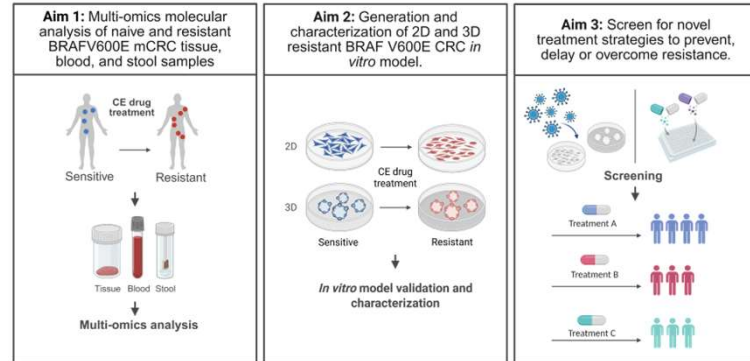 Aim 1: Multi-omics molecular
analysis of naive and resistant
BRAFV600E mCRC tissue,
blood, and stool samples
CE drug
treatment
Sensitive
Resistant
Tissue
Blood
Stool
Multi-omics analysis
Aim 2: Generation and
characterization of 2D and 3D
resistant BRAF V600E CRC in
vitro model.
2D
CE drug
treatment
3D
Sensitive
Resistant
In vitro model validation and
characterization
Aim 3: Screen for novel
treatment strategies to prevent,
delay or overcome resistance.
Screening
Treatment A
Treatment B
Treatment C